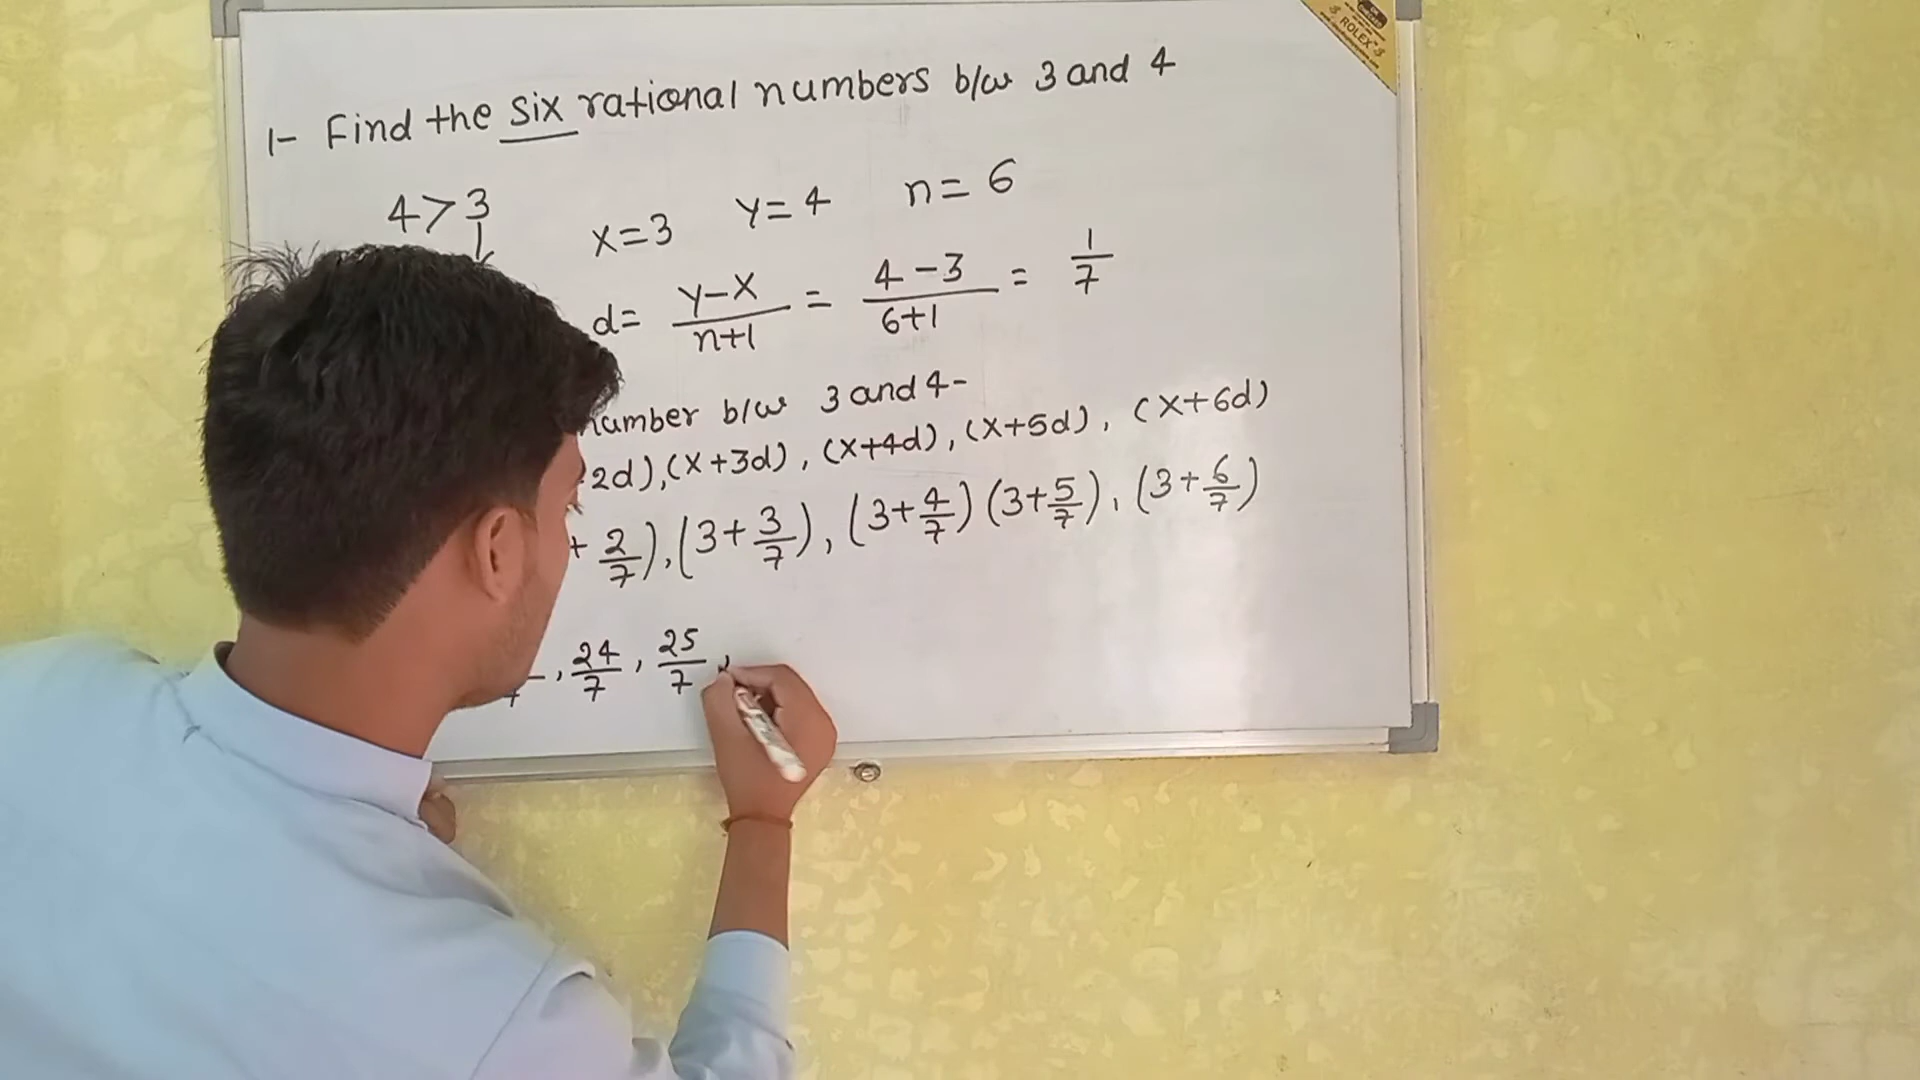 1- Find the six rational numbers b/w 3 and 4
4>3
x=3 y=4 n=6
d= y-x/n+1 = 4-3/6+1 = 1/7
number b/w 3 and 4-
2d),(x+3d), (x+4d), (x+5d), (x+6d)
+ 2/7),(3+3/7), (3+4/7) (3+5/7), (3+6/7)
, 24/7, 25/7,
ROLEX